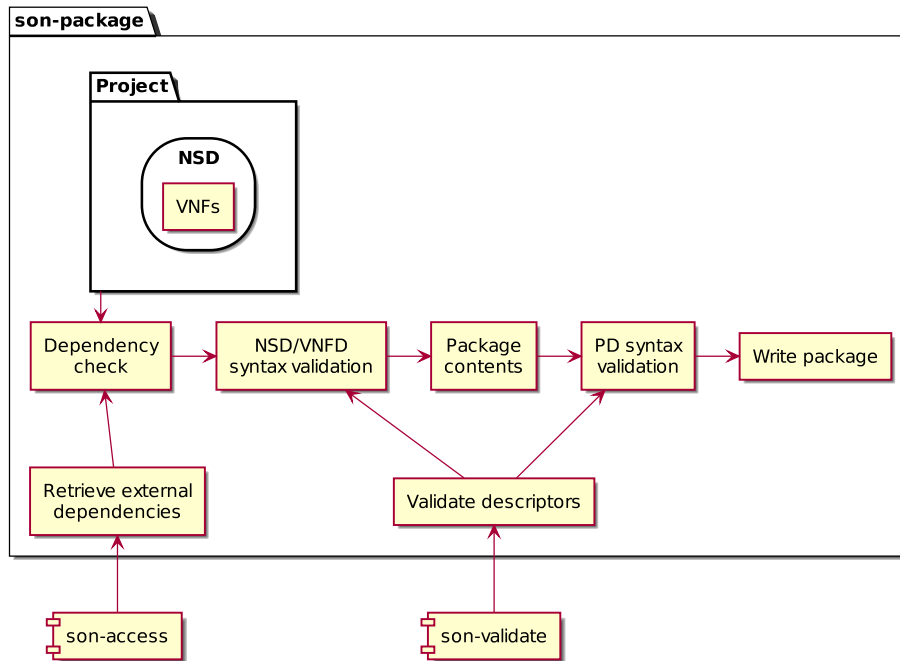 son-package
Project
NSD
VNFs
Dependency
check
NSD/VNFD
syntax validation
Package
contents
PD syntax
validation
Write package
Retrieve external
dependencies
Validate descriptors
son-access
son-validate